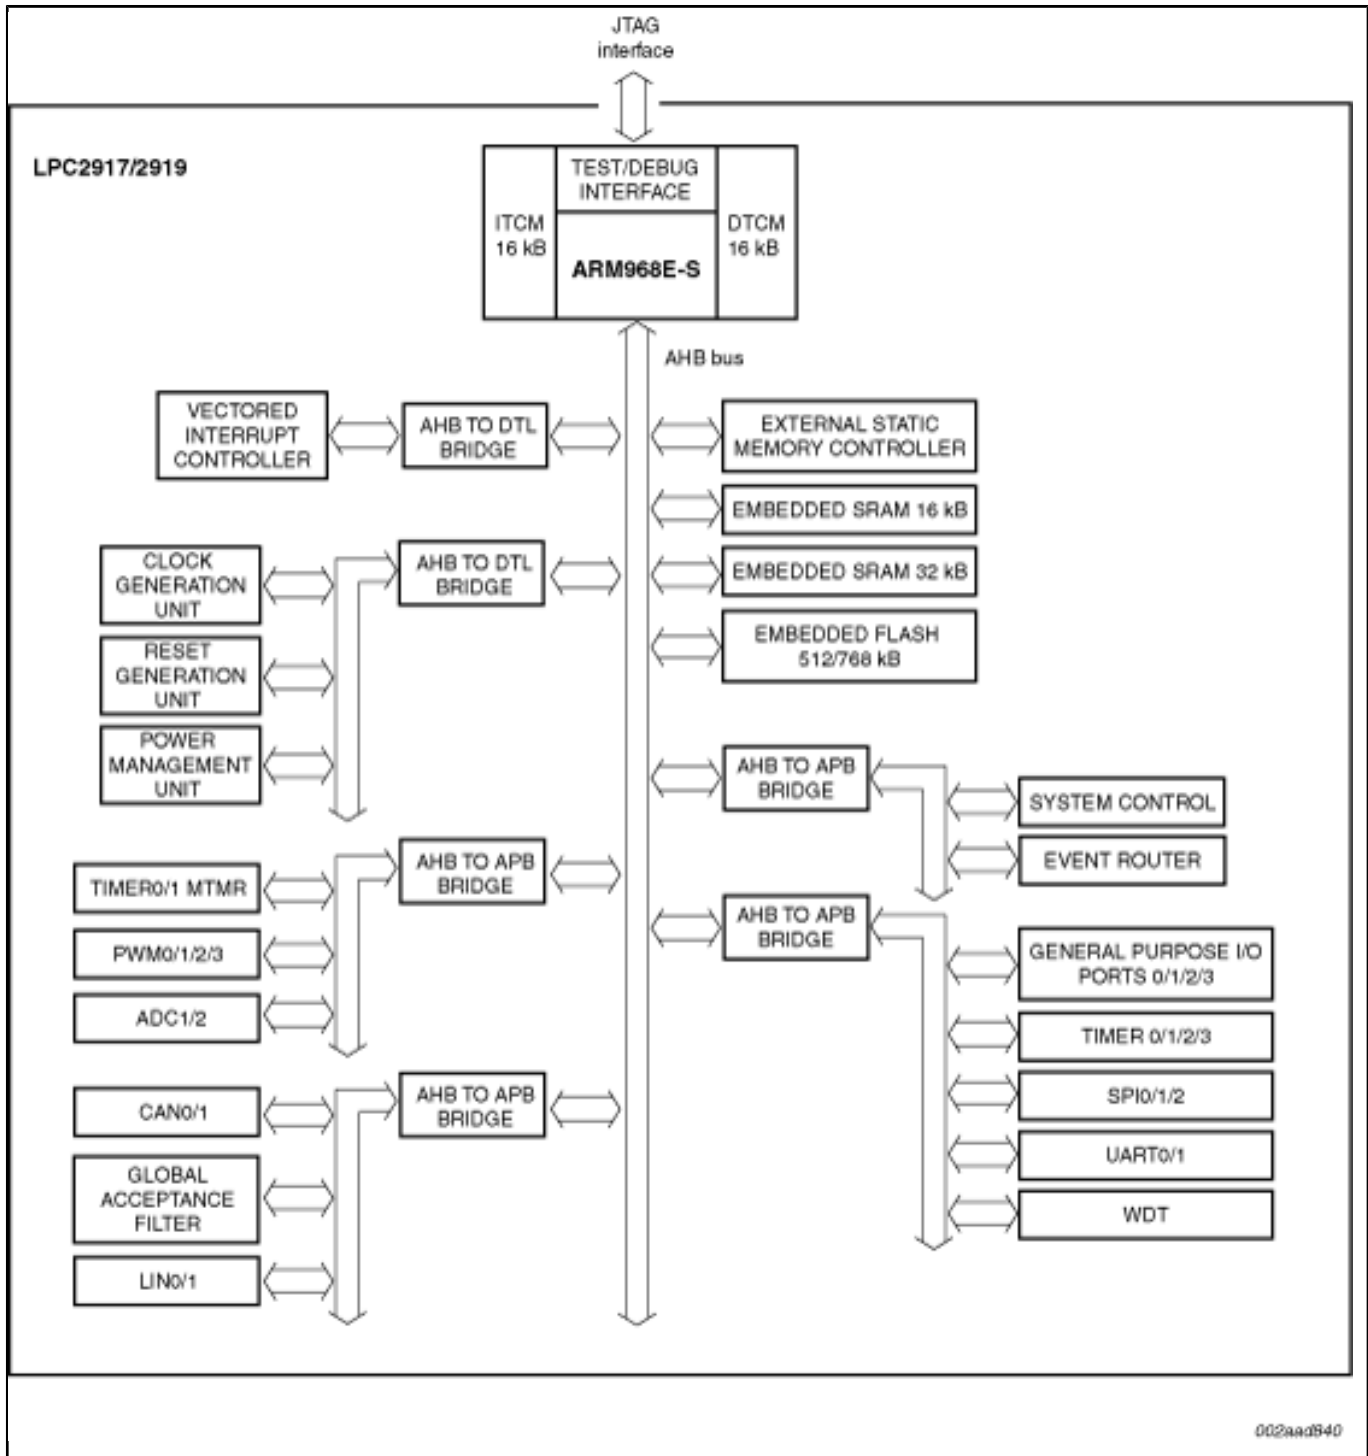 JTAG
interface
LPC2917/2919
ITCM
16 kB
TEST/DEBUG
INTERFACE
ARM968E-S
DTCM
16 kB
AHB bus
VECTORED
INTERRUPT
CONTROLLER
AHB TO DTL
BRIDGE
EXTERNAL STATIC
MEMORY CONTROLLER
EMBEDDED SRAM 16 kB
CLOCK
GENERATION
UNIT
AHB TO DTL
BRIDGE
EMBEDDED SRAM 32 kB
EMBEDDED FLASH
512/768 kB
RESET
GENERATION
UNIT
POWER
MANAGEMENT
UNIT
AHB TO APB
BRIDGE
SYSTEM CONTROL
EVENT ROUTER
AHB TO APB
BRIDGE
TIMER0/1 MTMR
PWM0/1/2/3
ADC1/2
AHB TO APB
BRIDGE
GENERAL PURPOSE I/O
PORTS 0/1/2/3
TIMER 0/1/2/3
SPI0/1/2
UART0/1
WDT
AHB TO APB
BRIDGE
CAN0/1
GLOBAL
ACCEPTANCE
FILTER
LIN0/1
002aad840